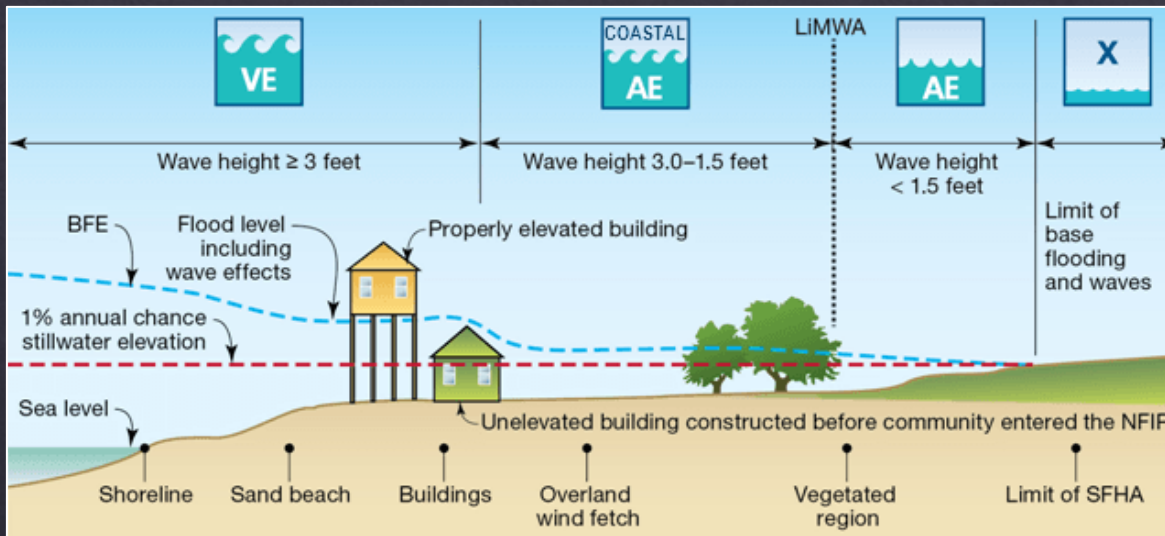 VE
COASTAL
AE
LiMWA
AE
X
Wave height ≥ 3 feet
Wave height 3.0–1.5 feet
Wave height
< 1.5 feet
Limit of
base
flooding
and waves
BFE
Flood level
including
wave effects
Properly elevated building
1% annual chance
stillwater elevation
Sea level
Unelevated building constructed before community entered the NFIP
Shoreline
Sand beach
Buildings
Overland
wind fetch
Vegetated
region
Limit of SFHA